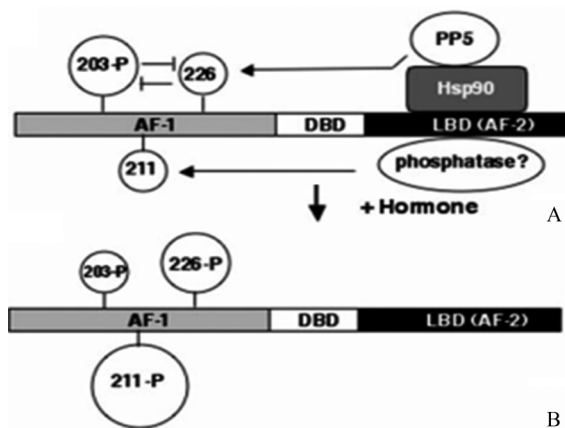 203-P
226
PP5
Hsp90
AF-1
DBD
LBD (AF-2)
211
phosphatase?
+ Hormone
A
203-P
226-P
AF-1
DBD
LBD (AF-2)
211-P
B